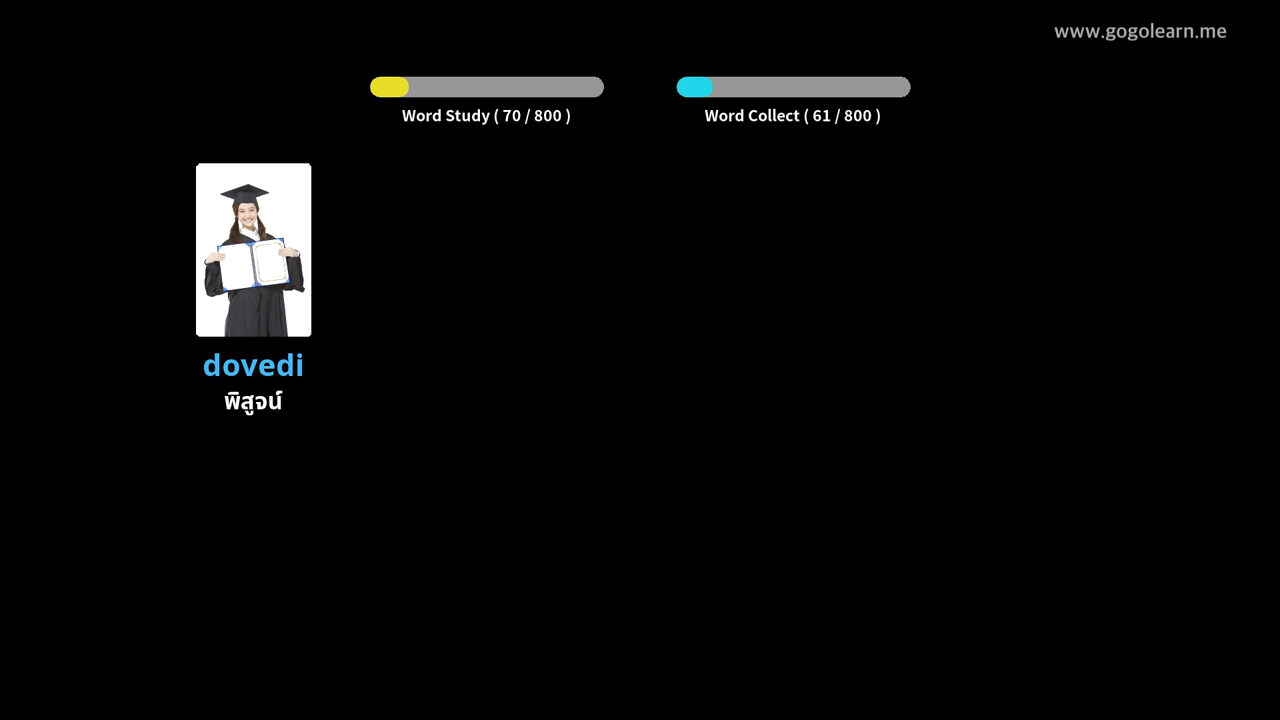 www.gogolearn.me
Word Study ( 70 / 800 )
Word Collect ( 61 / 800 )
dovedi
พิสูจน์